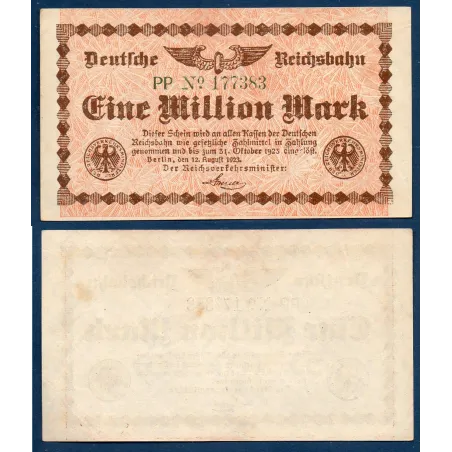 Deutsche Reichsbahn
PP Nº 177383
Eine Million Mark
Dieser Schein wird an allen Kassen der Deutschen
Reichsbahn wie gesetzliche Zahlmittel in Zahlung
genommen und bis zum 31. Oktober 1923 eingelöst.
Berlin, den 12. August 1923.
Der Reichsverkehrsminister: